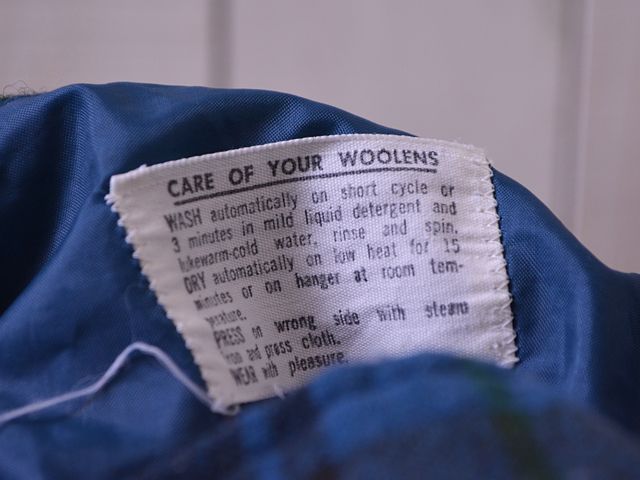 CARE OF YOUR WOOLENS
WASH automatically on short cycle or
3 minutes in mild liquid detergent and
lukewarm-cold water, rinse and spin.
DRY automatically on low heat for 15
minutes or on hanger at room tem-
perature.
PRESS on wrong side with steam
iron and press cloth.
WEAR with pleasure.